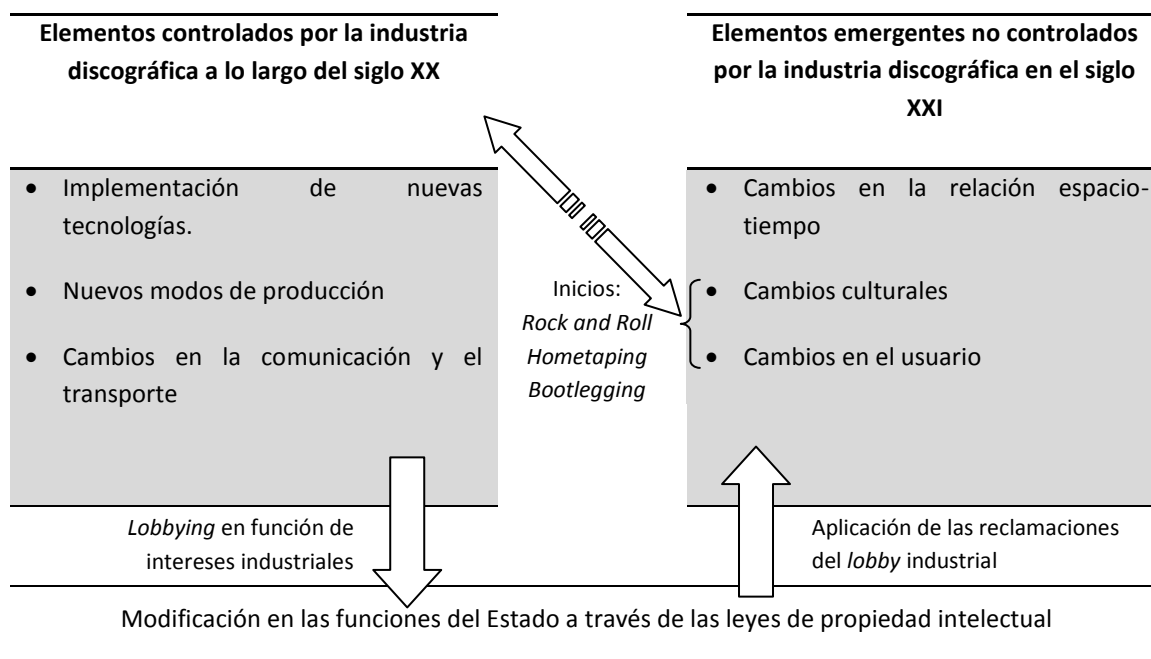 Elementos controlados por la industria
discográfica a lo largo del siglo XX
Elementos emergentes no controlados
por la industria discográfica en el siglo
XXI
• Implementación de nuevas
tecnologías.
• Nuevos modos de producción
• Cambios en la comunicación y el
transporte
Inicios:
Rock and Roll
Hometaping
Bootlegging
• Cambios en la relación espacio-
tiempo
• Cambios culturales
• Cambios en el usuario
Lobbying en función de
intereses industriales
Aplicación de las reclamaciones
del lobby industrial
Modificación en las funciones del Estado a través de las leyes de propiedad intelectual